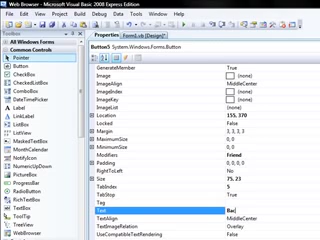 Web Browser - Microsoft Visual Basic 2008 Express Edition
File Edit View Project Build Debug Data Tools Window Help
Toolbox
All Windows Forms
Common Controls
Pointer
Button
CheckBox
CheckedListBox
ComboBox
DateTimePicker
Label
LinkLabel
ListBox
ListView
MaskedTextBox
MonthCalendar
NotifyIcon
NumericUpDown
PictureBox
ProgressBar
RadioButton
RichTextBox
TextBox
ToolTip
TreeView
Properties Form1.vb [Design]*
Button5 System.Windows.Forms.Button
GenerateMember True
Image (none)
ImageAlign MiddleCenter
ImageIndex (none)
ImageKey (none)
ImageList (none)
Location 155, 370
Locked False
Margin 3, 3, 3, 3
MaximumSize 0, 0
MinimumSize 0, 0
Modifiers Friend
Padding 0, 0, 0, 0
RightToLeft No
Size 75, 23
TabIndex 5
TabStop True
Tag
Text Bac
TextAlign MiddleCenter
TextImageRelation Overlay
UseCompatibleTextRendering False